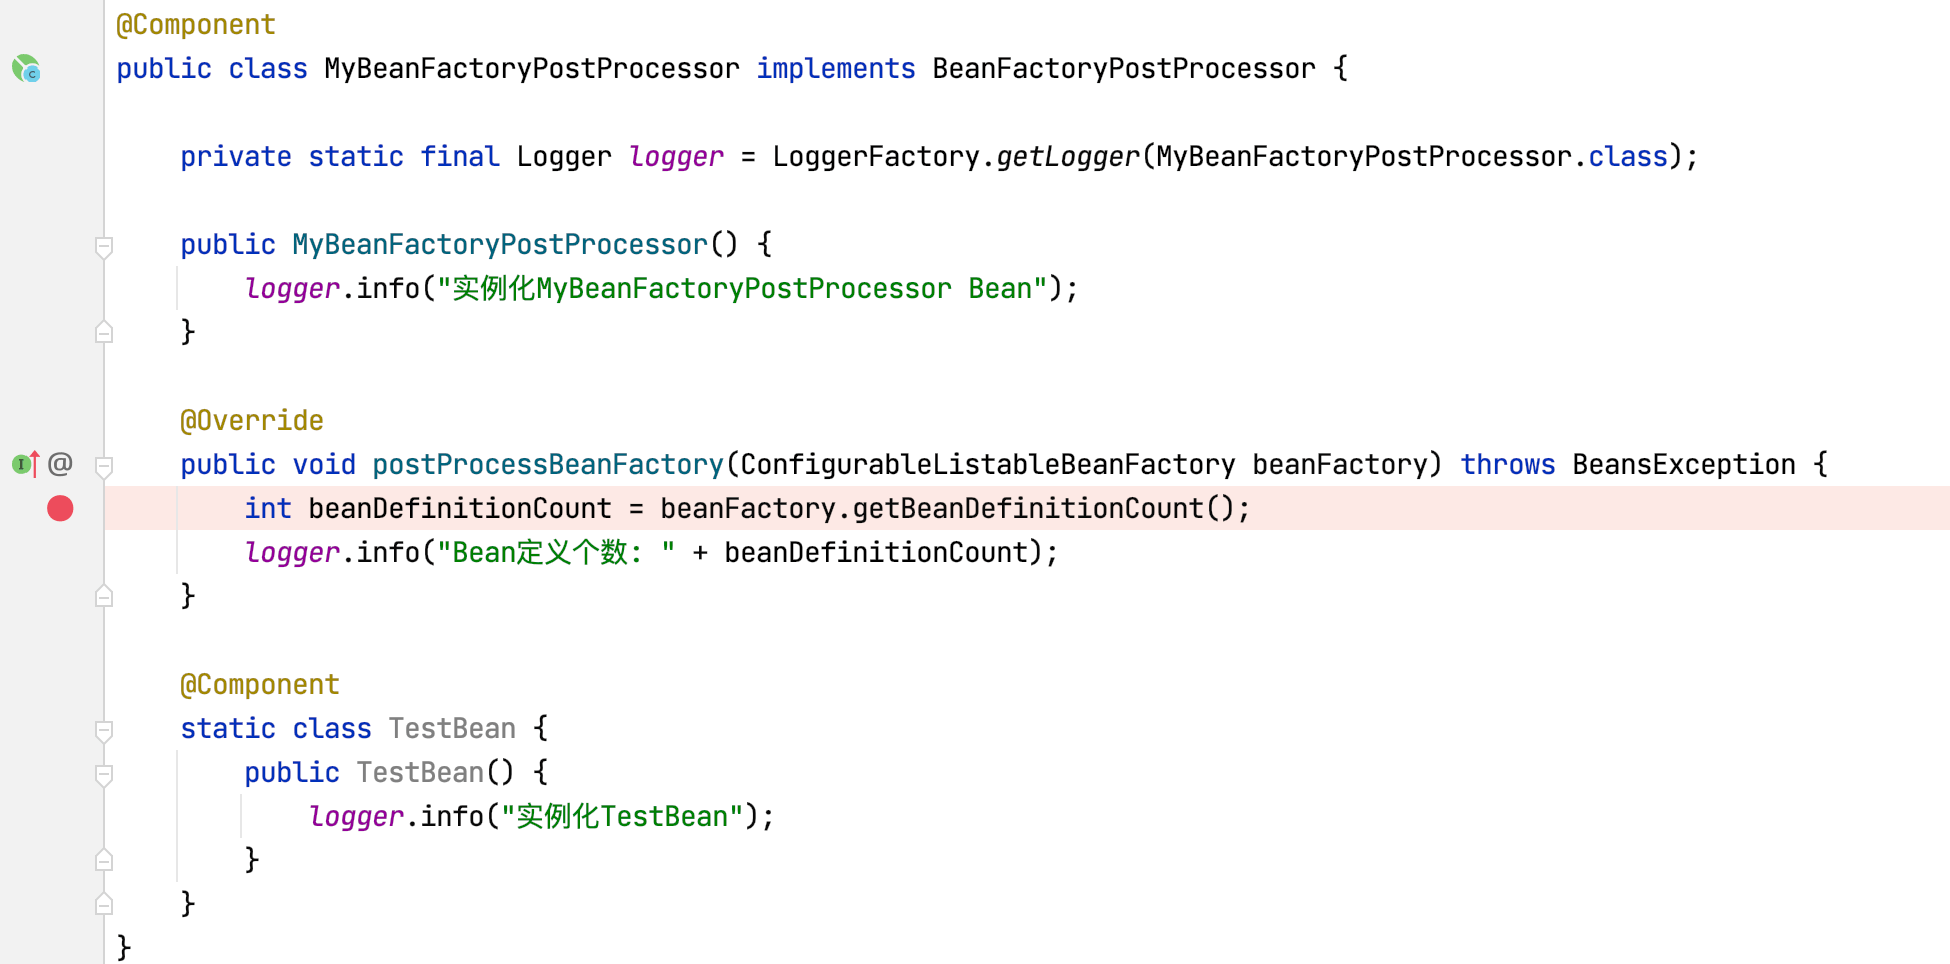 @Component
public class MyBeanFactoryPostProcessor implements BeanFactoryPostProcessor {
private static final Logger logger = LoggerFactory.getLogger(MyBeanFactoryPostProcessor.class);
public MyBeanFactoryPostProcessor() {
logger.info("实例化MyBeanFactoryPostProcessor Bean");
}
@Override
public void postProcessBeanFactory(ConfigurableListableBeanFactory beanFactory) throws BeansException {
int beanDefinitionCount = beanFactory.getBeanDefinitionCount();
logger.info("Bean定义个数: " + beanDefinitionCount);
}
@Component
static class TestBean {
public TestBean() {
logger.info("实例化TestBean");
}
}
}